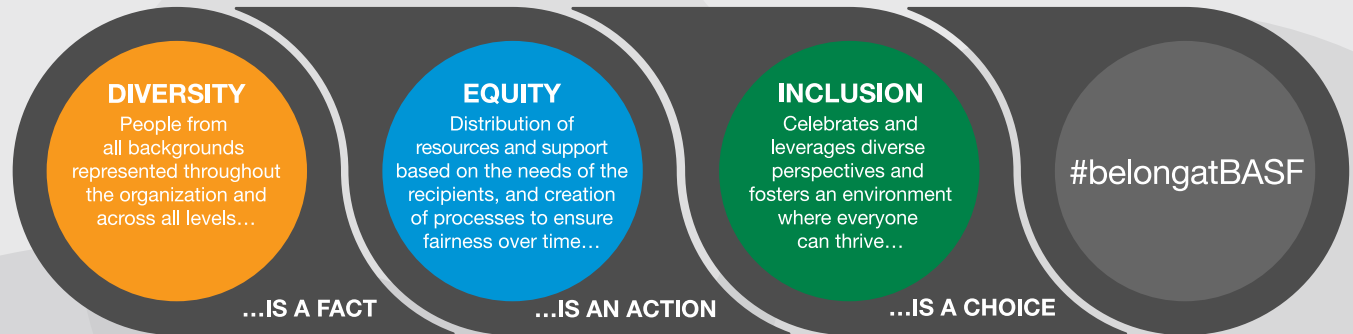 DIVERSITY
People from
all backgrounds
represented throughout
the organization and
across all levels…
…IS A FACT
EQUITY
Distribution of
resources and support
based on the needs of the
recipients, and creation
of processes to ensure
fairness over time…
…IS AN ACTION
INCLUSION
Celebrates and
leverages diverse
perspectives and
fosters an environment
where everyone
can thrive…
…IS A CHOICE
#belongatBASF